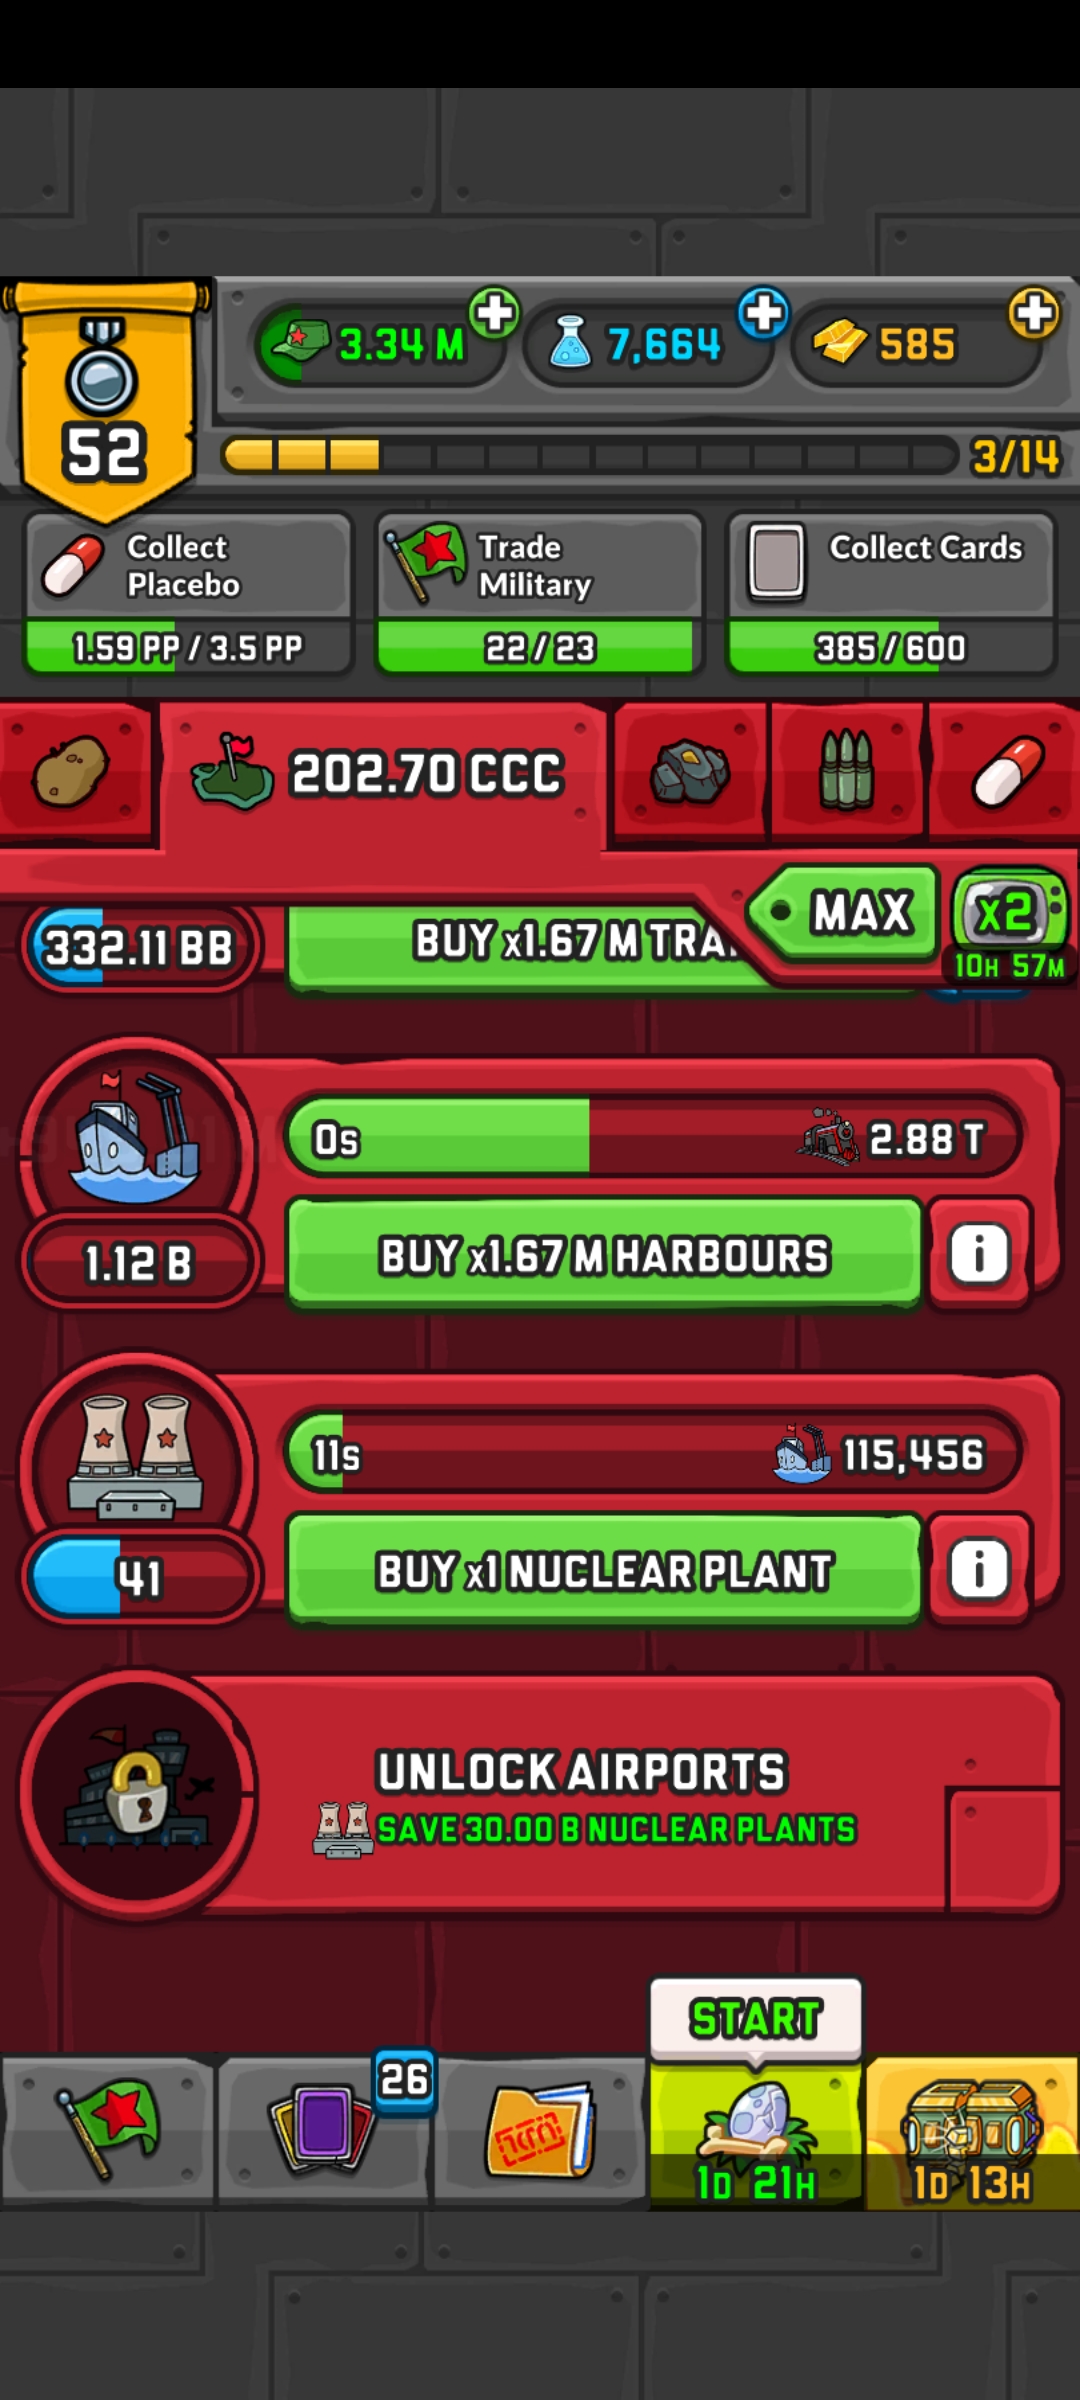 3.34 M
7,664
585
52
3/14
Collect
Placebo
Trade
Military
Collect Cards
1.59 PP / 3.5 PP
22 / 23
385 / 600
202.70 CCC
MAX
x2
10H 57M
332.11 BB
BUY x1.67 M TRA
0s
2.88 T
1.12 B
BUY x1.67 M HARBOURS
i
11s
115,456
41
BUY x1 NUCLEAR PLANT
i
UNLOCK AIRPORTS
SAVE 30.00 B NUCLEAR PLANTS
START
26
1D 21H
1D 13H